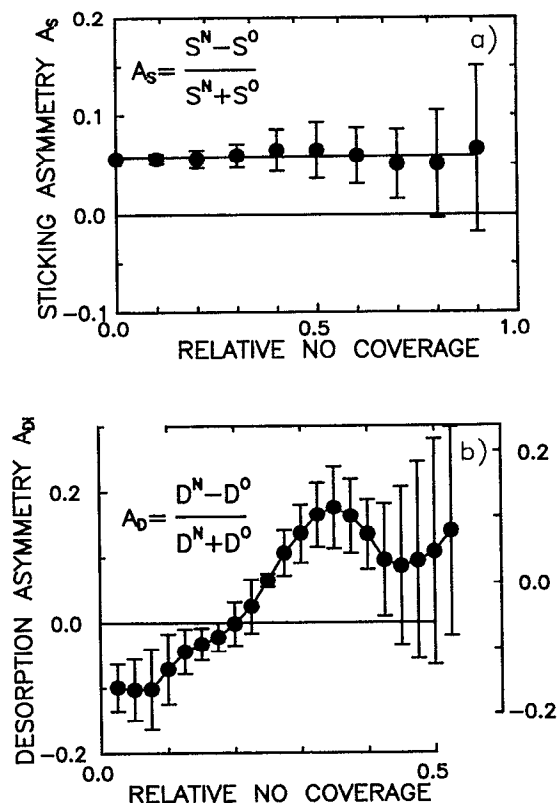 a)
A_S = (S^N − S^O) / (S^N + S^O)
STICKING ASYMMETRY A_S
0.2
0.1
0.0
−0.1
0.0 0.5 1.0
RELATIVE NO COVERAGE
b)
A_D = (D^N − D^O) / (D^N + D^O)
DESORPTION ASYMMETRY A_DI
0.2
0.0
−0.2
0.2
0.0
−0.2
0.0 0.5
RELATIVE NO COVERAGE